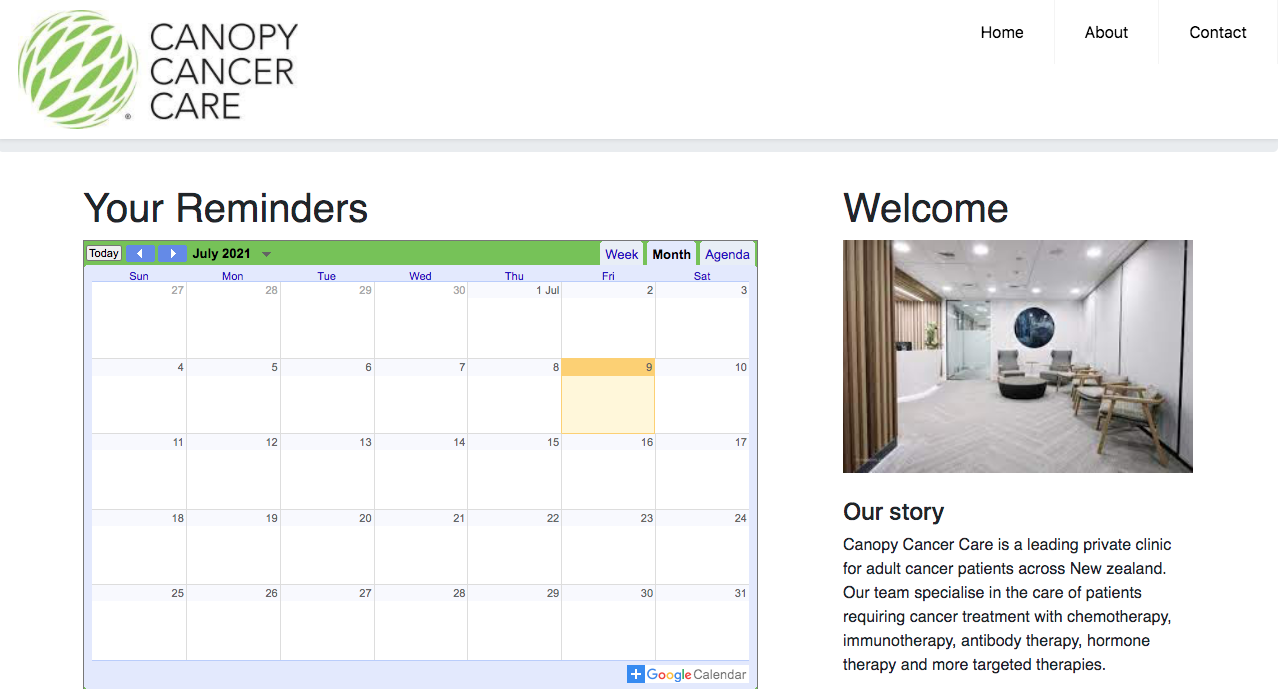 CANOPY
CANCER
CARE
®
Home About Contact
Your Reminders
Today July 2021 Week Month Agenda
Sun Mon Tue Wed Thu Fri Sat
27 28 29 30 1 Jul 2 3
4 5 6 7 8 9 10
11 12 13 14 15 16 17
18 19 20 21 22 23 24
25 26 27 28 29 30 31
Google Calendar
Welcome
Our story
Canopy Cancer Care is a leading private clinic
for adult cancer patients across New zealand.
Our team specialise in the care of patients
requiring cancer treatment with chemotherapy,
immunotherapy, antibody therapy, hormone
therapy and more targeted therapies.